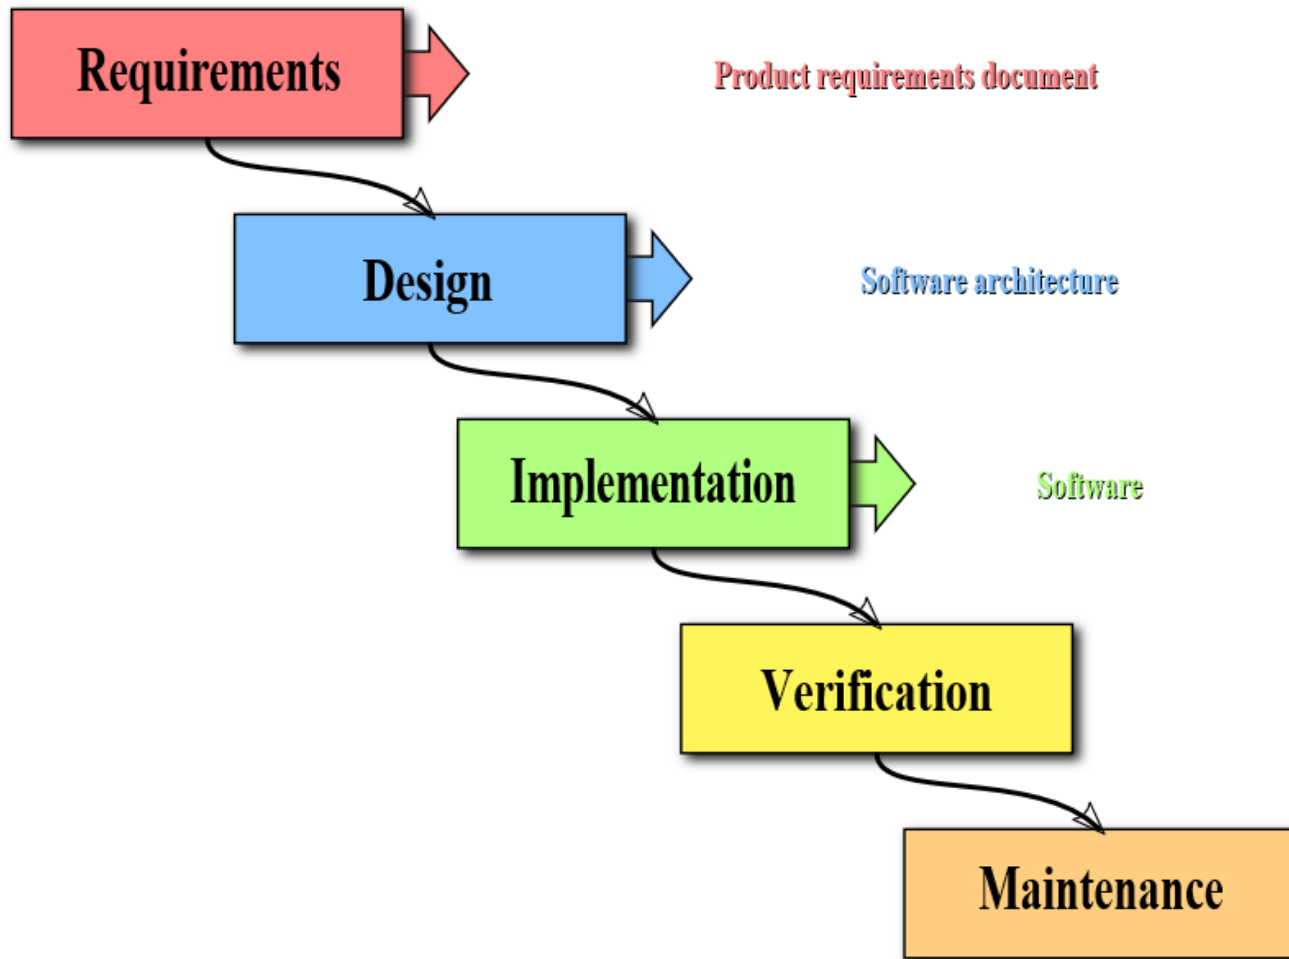 Requirements
Product requirements document
Design
Software architecture
Implementation
Software
Verification
Maintenance